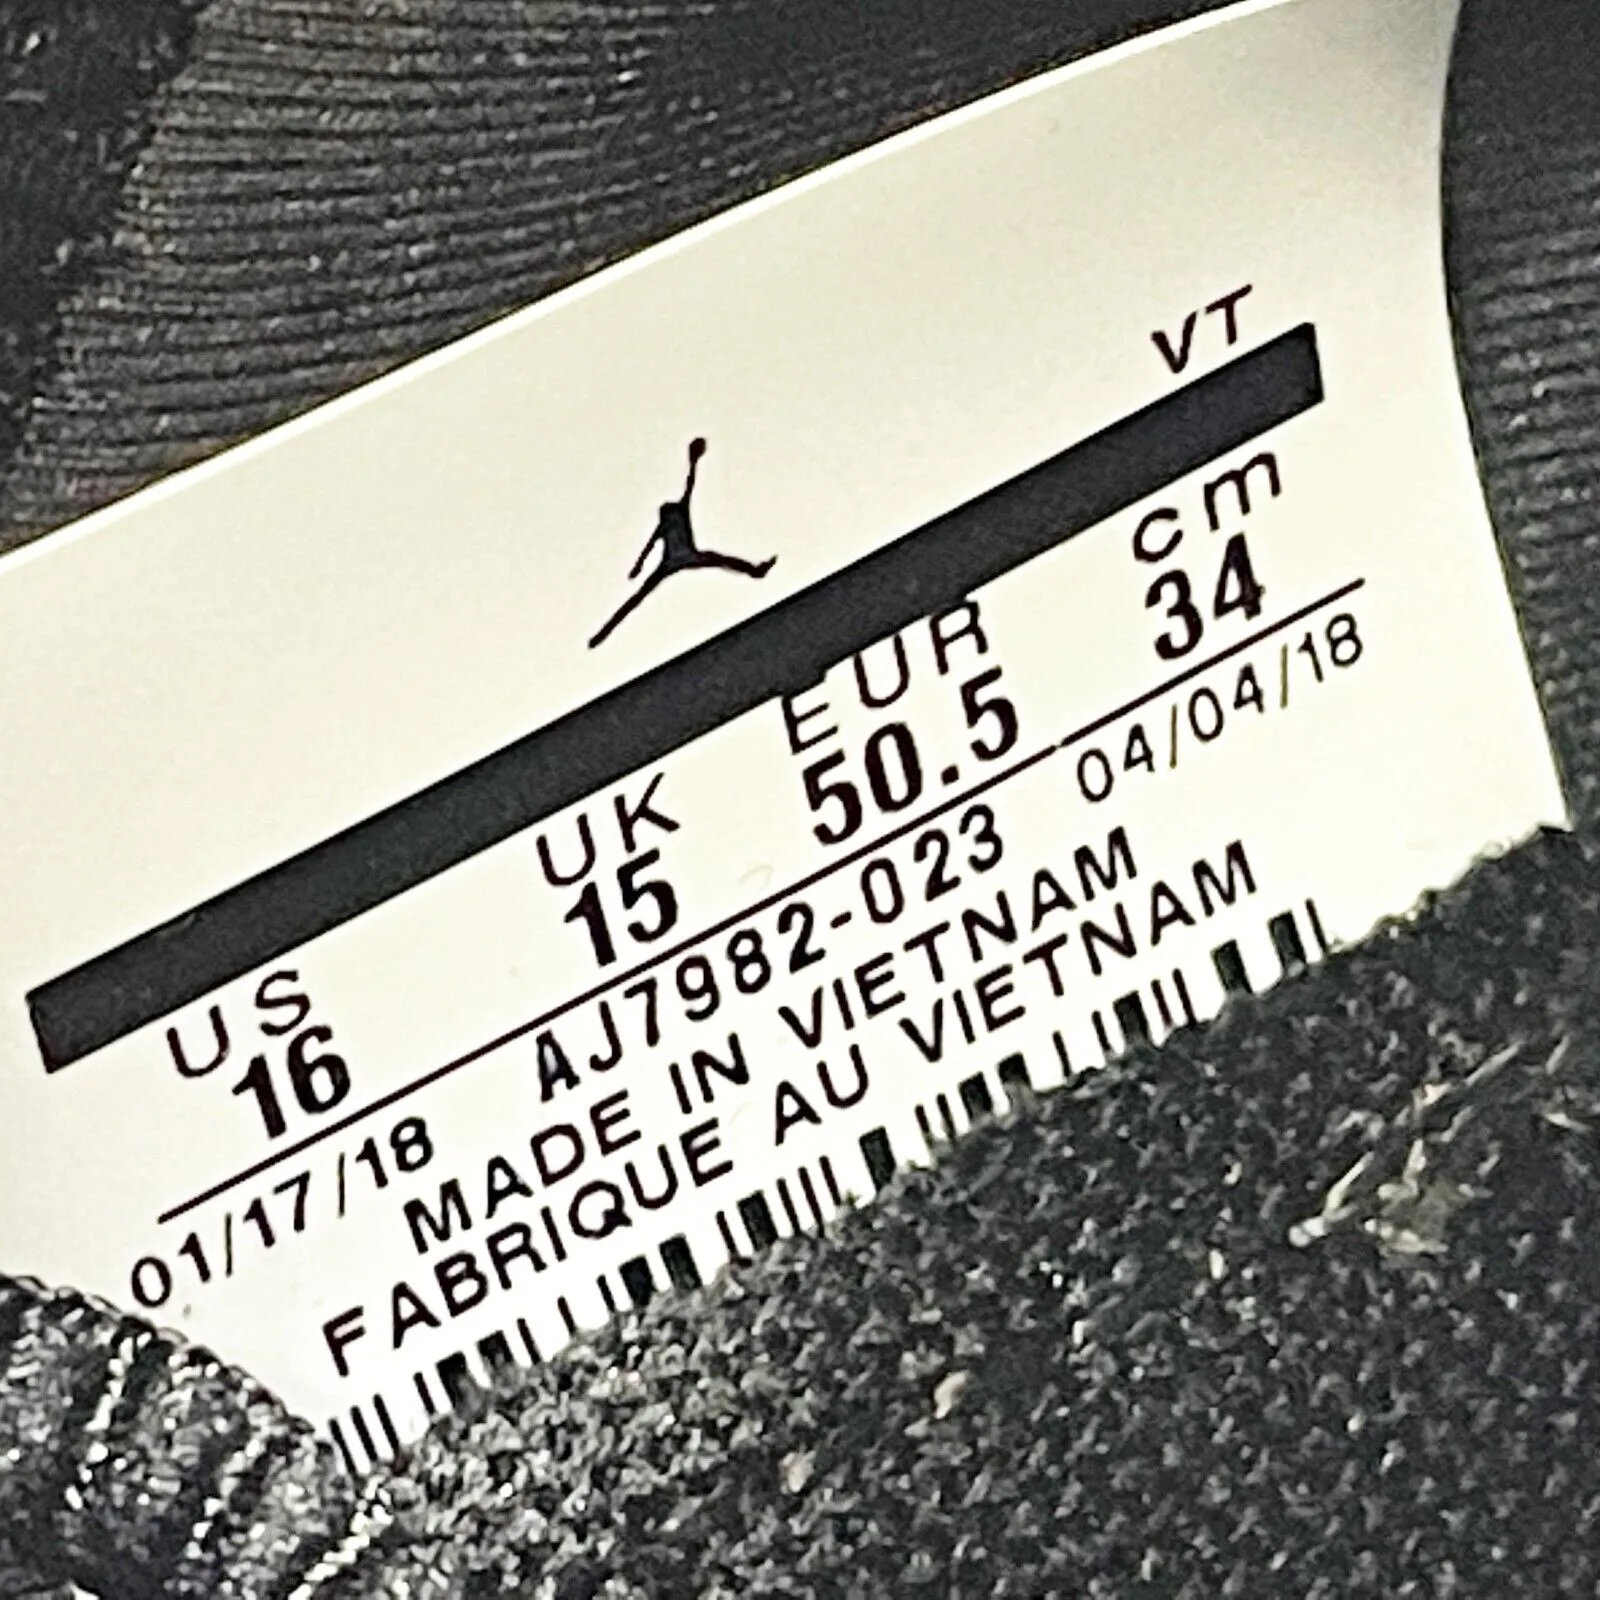 VT
US UK EUR cm
16 15 50.5 34
01/17/18 AJ7982-023 04/04/18
MADE IN VIETNAM
FABRIQUE AU VIETNAM